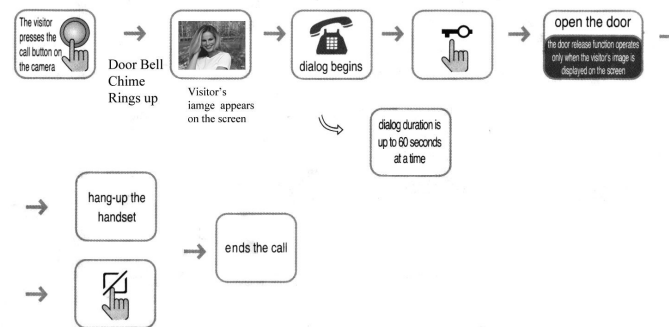 The visitor
presses the
call button on
the camera
Door Bell
Chime
Rings up
Visitor's
iamge appears
on the screen
dialog begins
open the door
the door release function operates
only when the visitor's image is
displayed on the screen
dialog duration is
up to 60 seconds
at a time
hang-up the
handset
ends the call